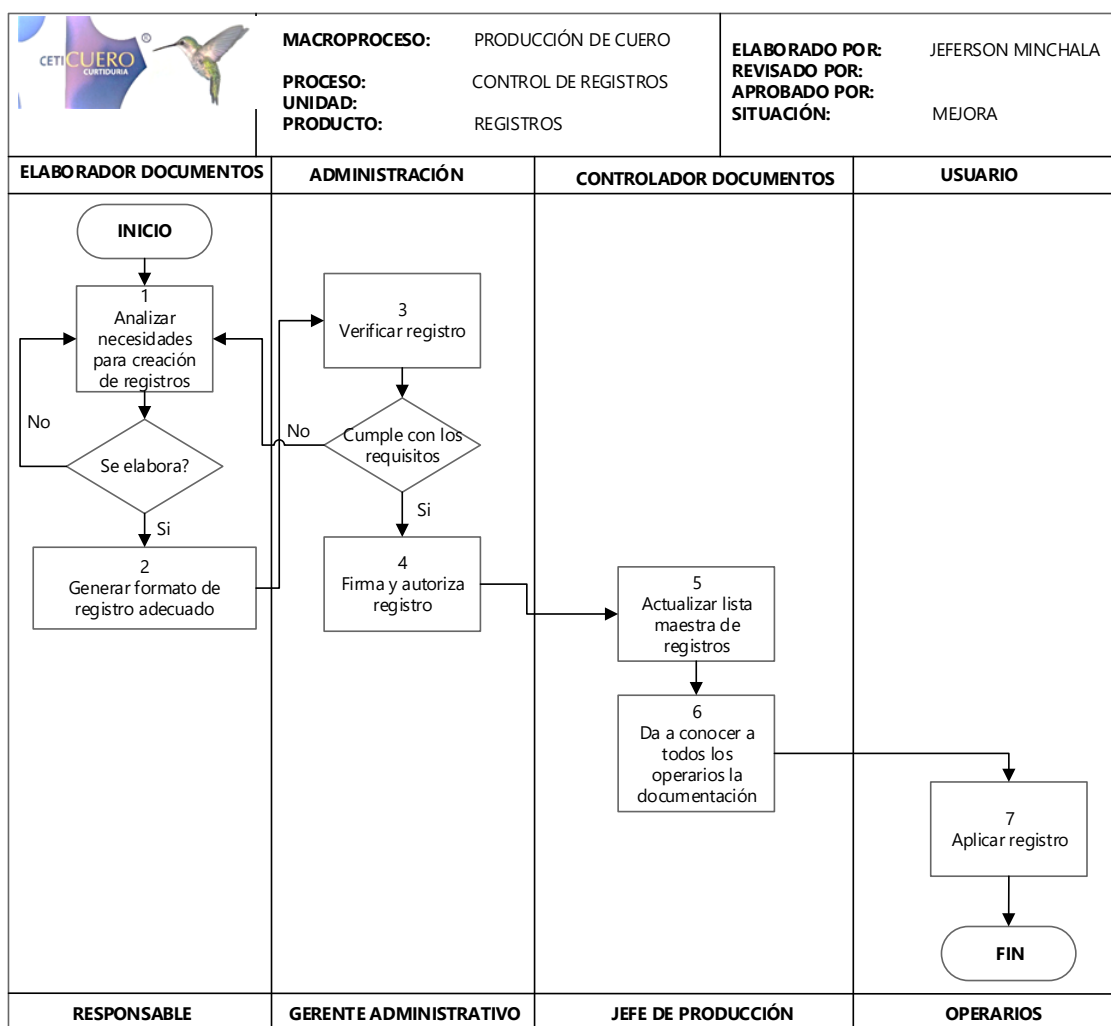 CETICUERO ®
CURTIDURIA
MACROPROCESO: PRODUCCIÓN DE CUERO
PROCESO: CONTROL DE REGISTROS
UNIDAD:
PRODUCTO: REGISTROS
ELABORADO POR: JEFERSON MINCHALA
REVISADO POR:
APROBADO POR:
SITUACIÓN: MEJORA
ELABORADOR DOCUMENTOS
ADMINISTRACIÓN
CONTROLADOR DOCUMENTOS
USUARIO
INICIO
1
Analizar
necesidades
para creación
de registros
No
Se elabora?
Si
2
Generar formato de
registro adecuado
3
Verificar registro
No
Cumple con los
requisitos
Si
4
Firma y autoriza
registro
5
Actualizar lista
maestra de
registros
6
Da a conocer a
todos los
operarios la
documentación
7
Aplicar registro
FIN
RESPONSABLE
GERENTE ADMINISTRATIVO
JEFE DE PRODUCCIÓN
OPERARIOS